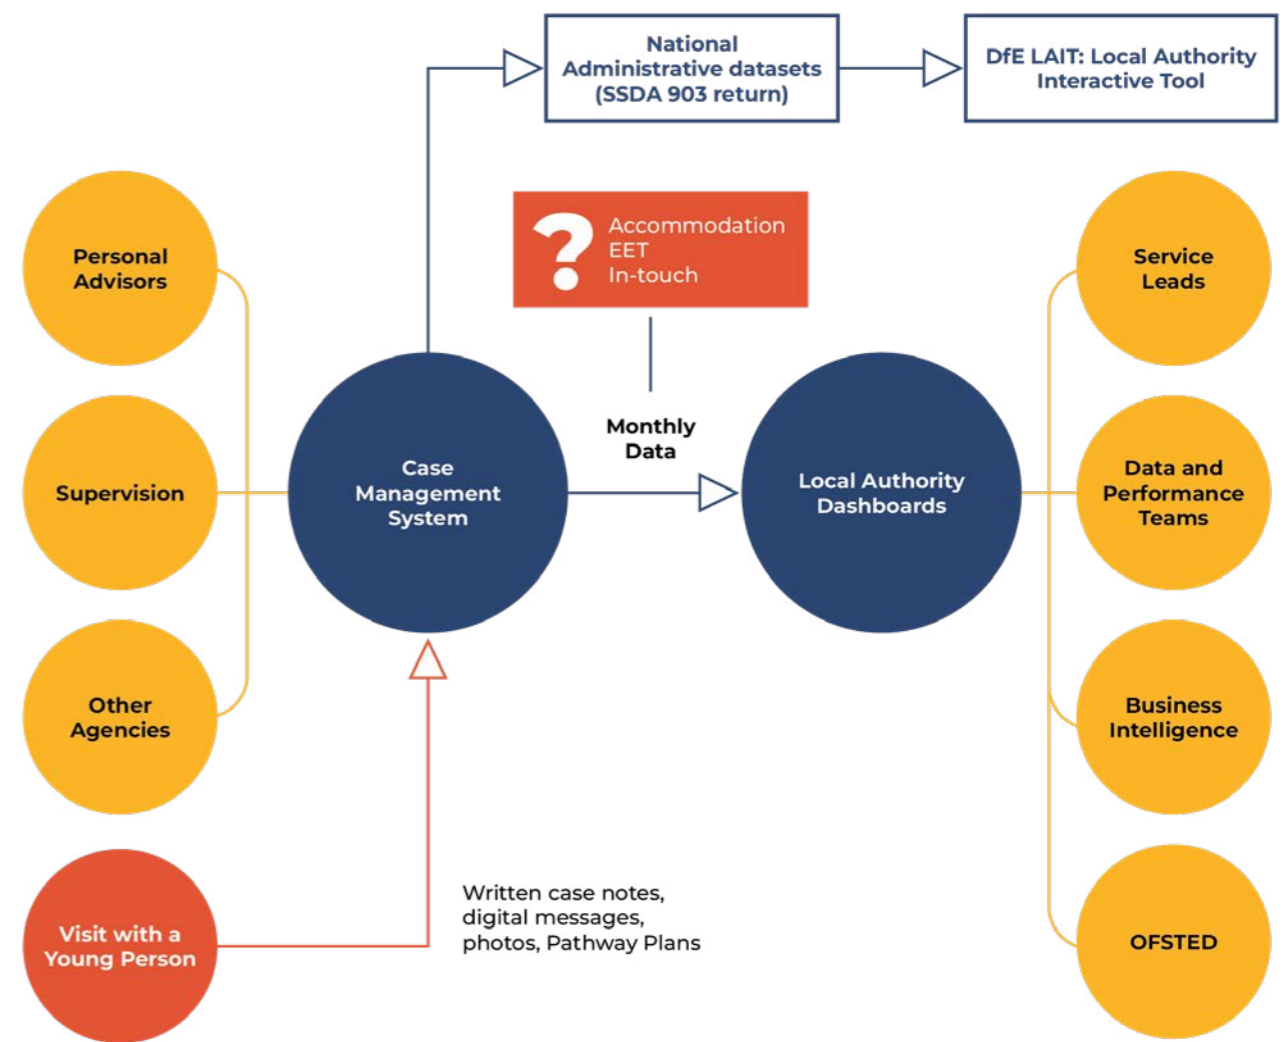 National
Administrative datasets
(SSDA 903 return)
DfE LAIT: Local Authority
Interactive Tool
?
Accommodation
EET
In-touch
Personal
Advisors
Supervision
Other
Agencies
Visit with a
Young Person
Case
Management
System
Monthly
Data
Local Authority
Dashboards
Service
Leads
Data and
Performance
Teams
Business
Intelligence
OFSTED
Written case notes,
digital messages,
photos, Pathway Plans